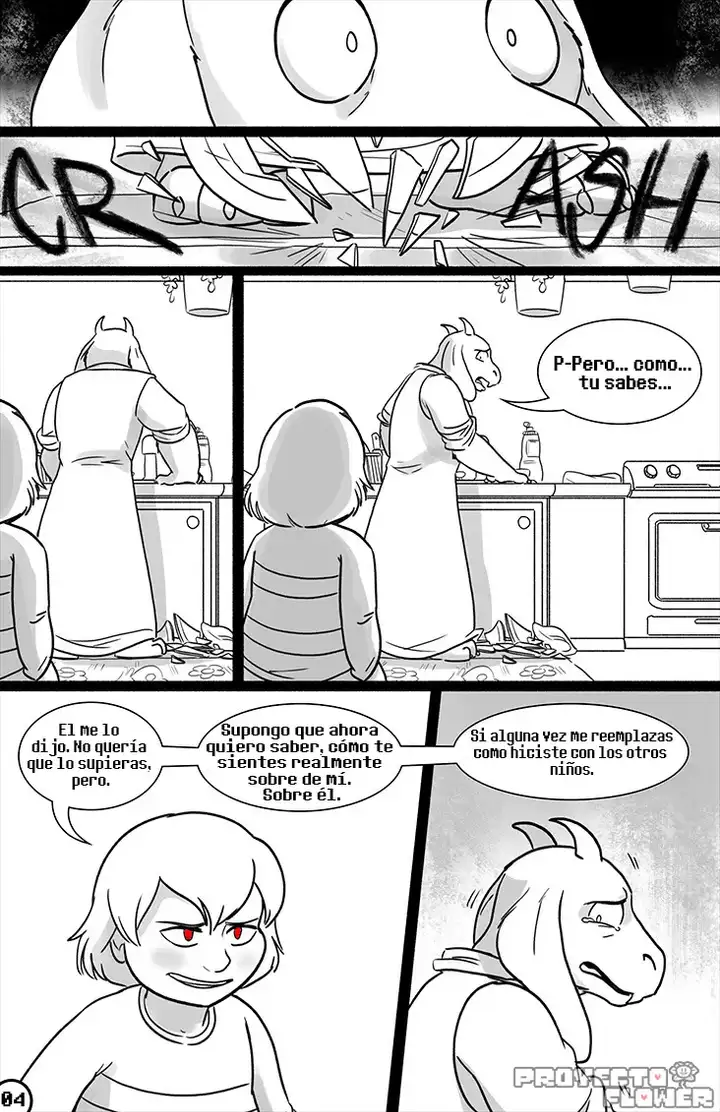 CRASH
P-Pero... como...
tu sabes...
El me lo
dijo. No quería
que lo supieras,
pero.
Supongo que ahora
quiero saber, cómo te
sientes realmente
sobre de mí.
Sobre él.
Si alguna vez me reemplazas
como hiciste con los otros
niños.
04
PROYECTO
FLOWER